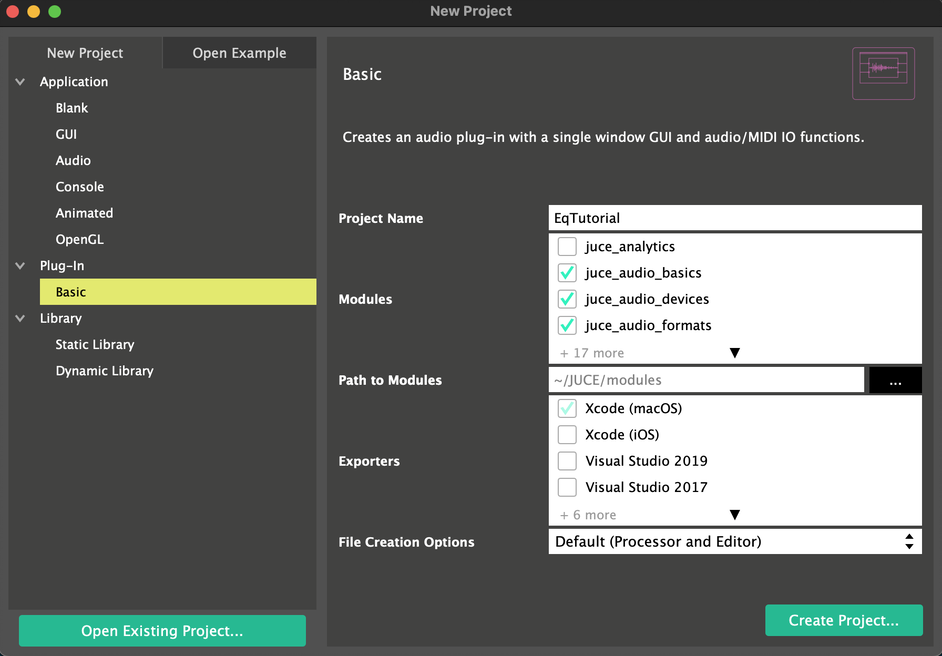 New Project
New Project
Open Example
Application
Blank
GUI
Audio
Console
Animated
OpenGL
Plug-In
Basic
Library
Static Library
Dynamic Library
Open Existing Project...
Basic
Creates an audio plug-in with a single window GUI and audio/MIDI IO functions.
Project Name
EqTutorial
Modules
juce_analytics
juce_audio_basics
juce_audio_devices
juce_audio_formats
+ 17 more
Path to Modules
~/JUCE/modules
...
Exporters
Xcode (macOS)
Xcode (iOS)
Visual Studio 2019
Visual Studio 2017
+ 6 more
File Creation Options
Default (Processor and Editor)
Create Project...